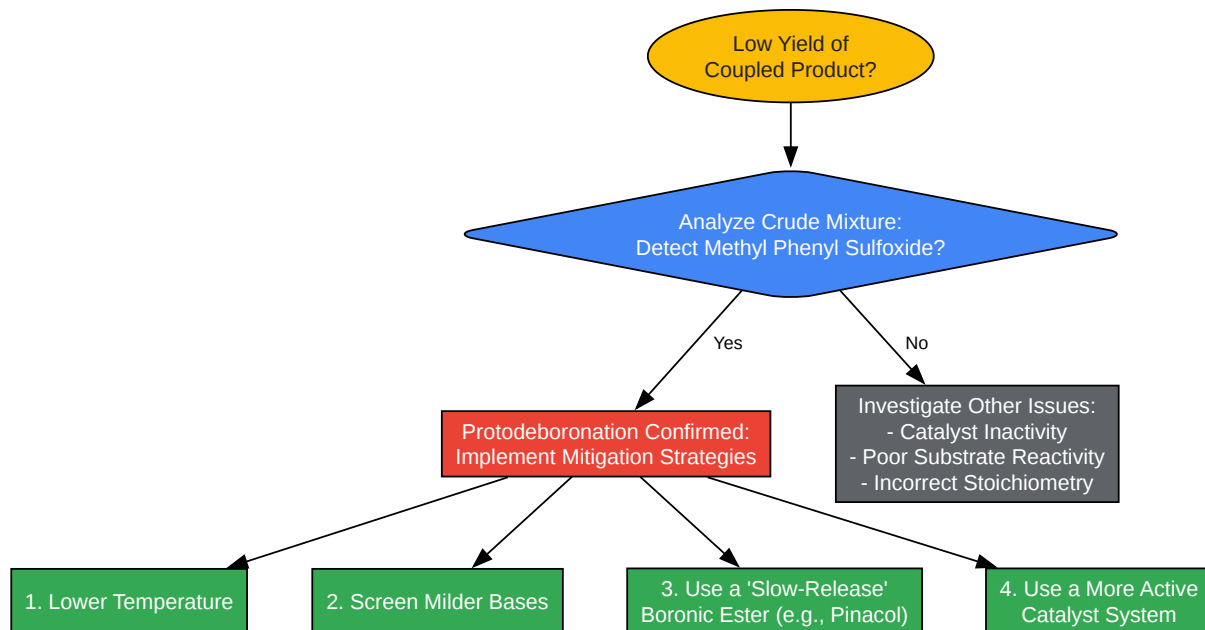 Low Yield of
Coupled Product?
Analyze Crude Mixture:
Detect Methyl Phenyl Sulfoxide?
Yes
No
Protodeboronation Confirmed:
Implement Mitigation Strategies
Investigate Other Issues:
- Catalyst Inactivity
- Poor Substrate Reactivity
- Incorrect Stoichiometry
1. Lower Temperature
2. Screen Milder Bases
3. Use a 'Slow-Release'
Boronic Ester (e.g., Pinacol)
4. Use a More Active
Catalyst System